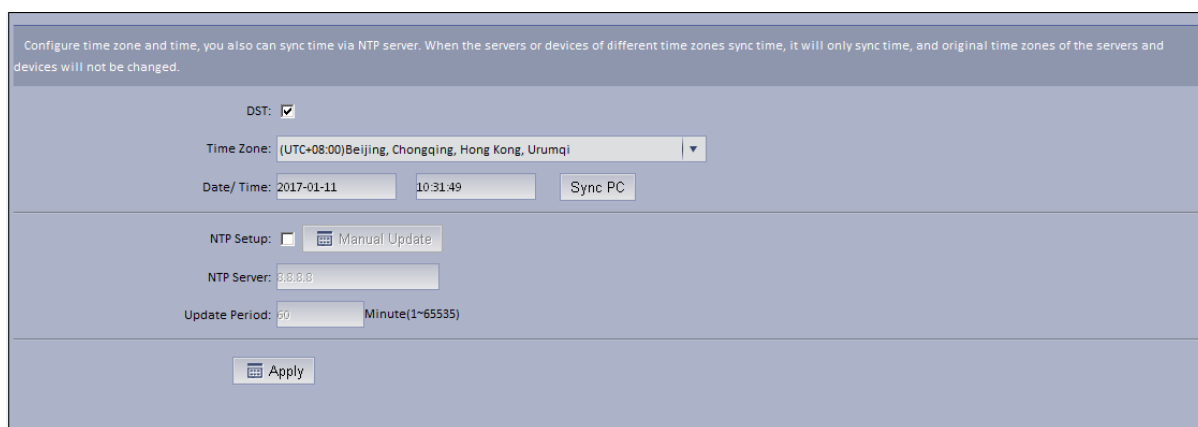 Configure time zone and time, you also can sync time via NTP server. When the servers or devices of different time zones sync time, it will only sync time, and original time zones of the servers and
devices will not be changed.
DST:
Time Zone: (UTC+08:00)Beijing, Chongqing, Hong Kong, Urumqi
Date/ Time: 2017-01-11 10:31:49 Sync PC
NTP Setup: Manual Update
NTP Server: 8.8.8.8
Update Period: 60 Minute(1~65535)
Apply